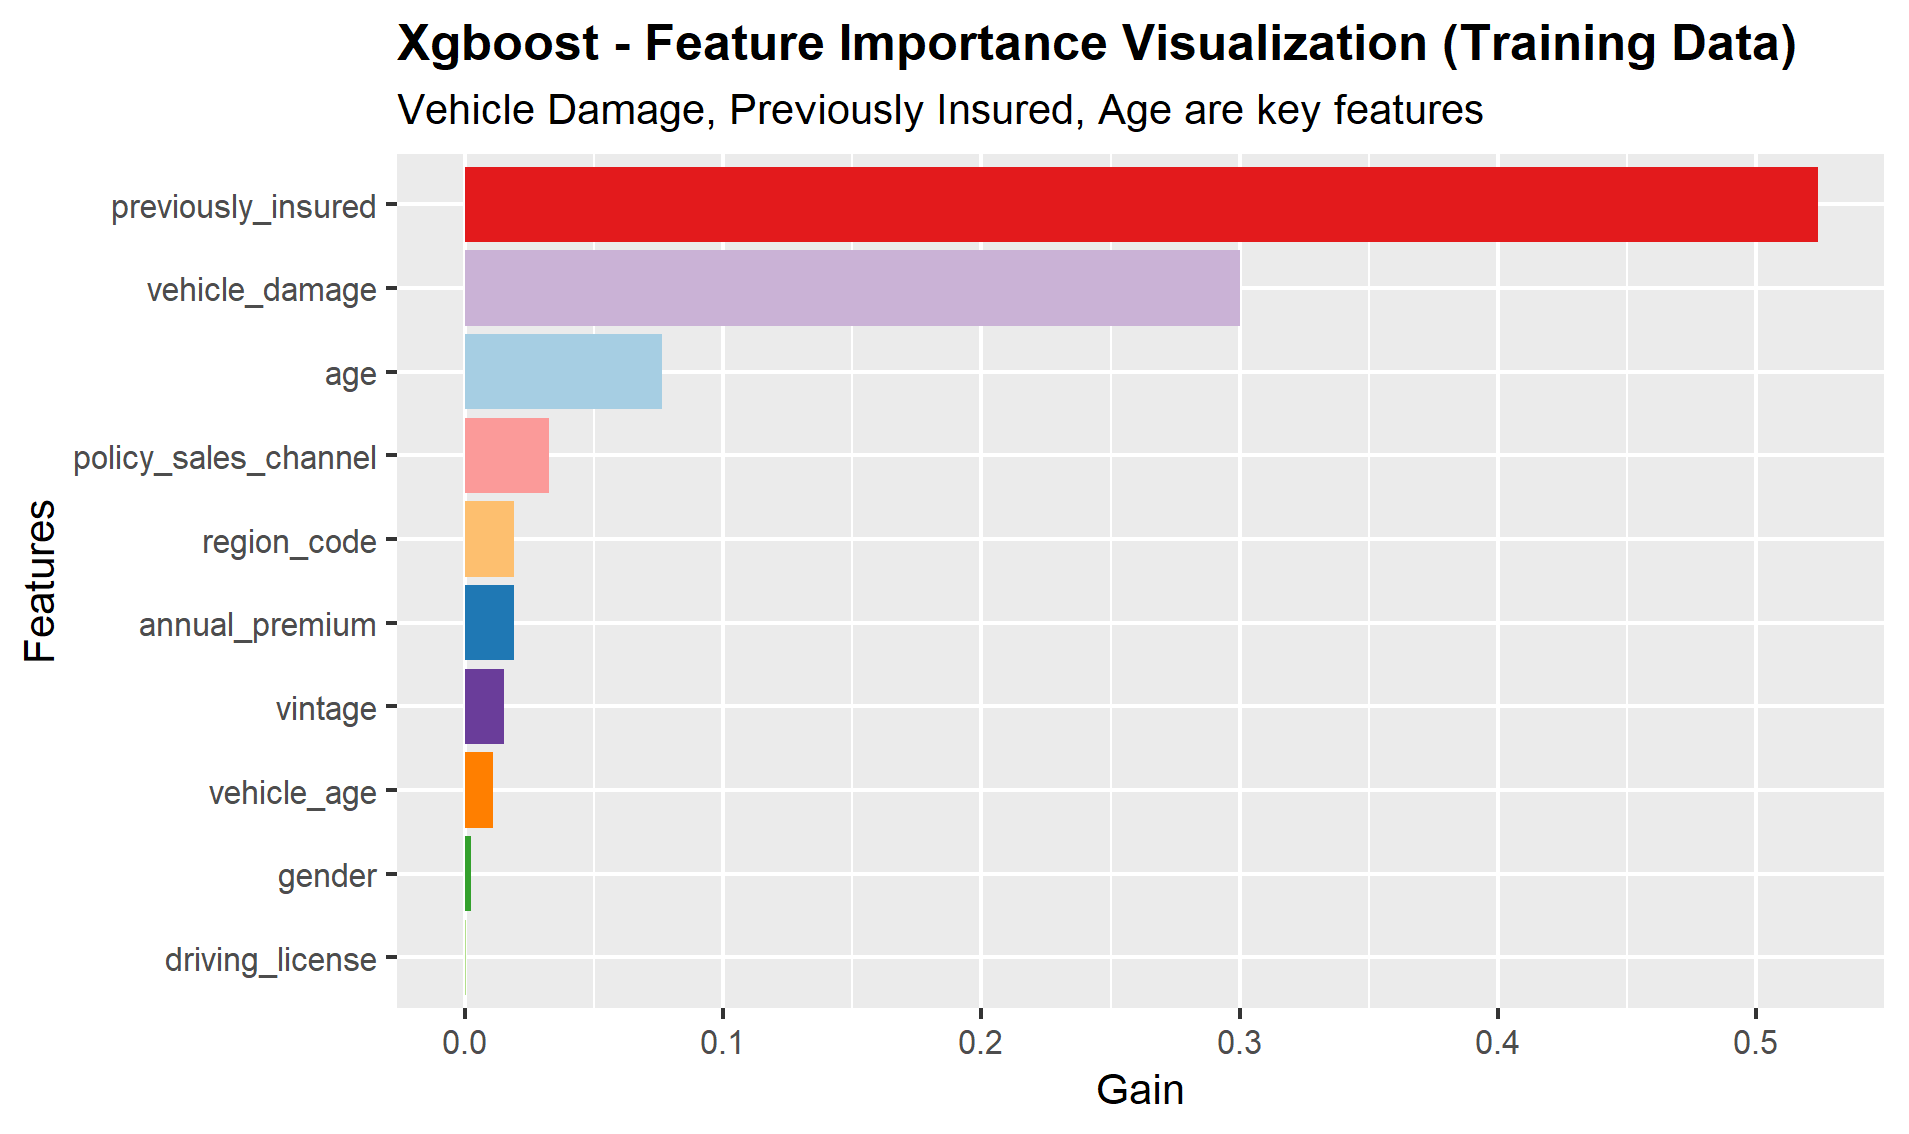 Xgboost - Feature Importance Visualization (Training Data)
Vehicle Damage, Previously Insured, Age are key features
Features
previously_insured
vehicle_damage
age
policy_sales_channel
region_code
annual_premium
vintage
vehicle_age
gender
driving_license
0.0 0.1 0.2 0.3 0.4 0.5
Gain